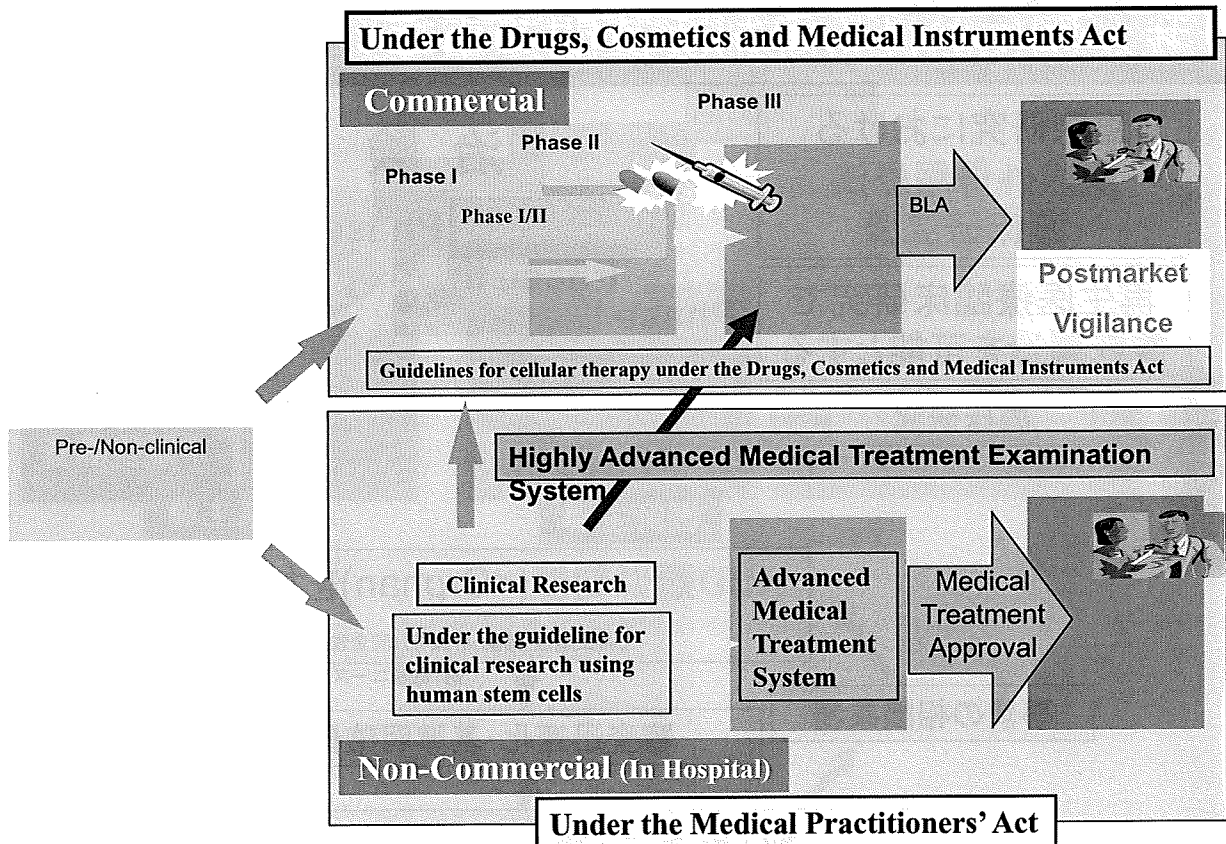 Under the Drugs, Cosmetics and Medical Instruments Act
Commercial
Phase III
Phase II
Phase I
Phase I/II
BLA
Postmarket
Vigilance
Guidelines for cellular therapy under the Drugs, Cosmetics and Medical Instruments Act
Pre-/Non-clinical
Highly Advanced Medical Treatment Examination
System
Clinical Research
Under the guideline for
clinical research using
human stem cells
Advanced
Medical
Treatment
System
Medical
Treatment
Approval
Non-Commercial (In Hospital)
Under the Medical Practitioners' Act